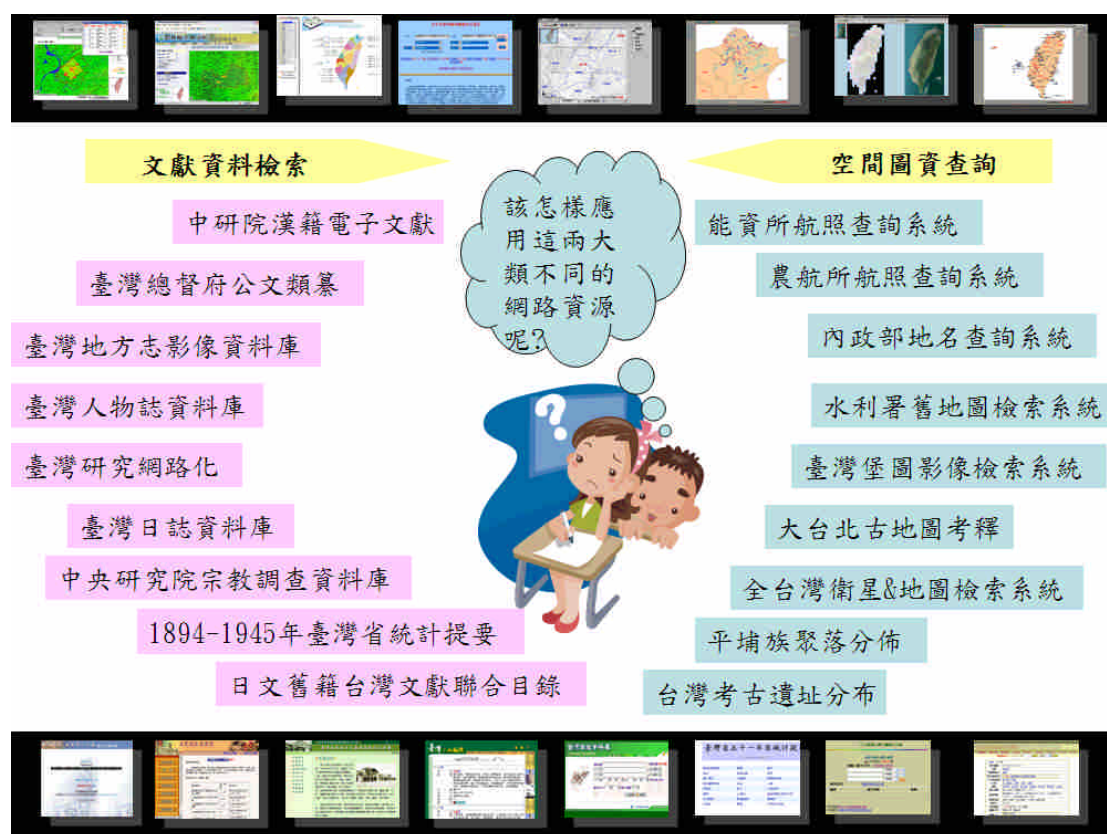 文獻資料檢索
中研院漢籍電子文獻
臺灣總督府公文類纂
臺灣地方志影像資料庫
臺灣人物誌資料庫
臺灣研究網路化
臺灣日誌資料庫
中央研究院宗教調查資料庫
1894-1945年臺灣省統計提要
日文舊籍台灣文獻聯合目錄
該怎樣應
用這兩大
類不同的
網路資源
呢?
?
空間圖資查詢
能資所航照查詢系統
農航所航照查詢系統
內政部地名查詢系統
水利署舊地圖檢索系統
臺灣堡圖影像檢索系統
大台北古地圖考釋
全台灣衛星&地圖檢索系統
平埔族聚落分佈
台灣考古遺址分布